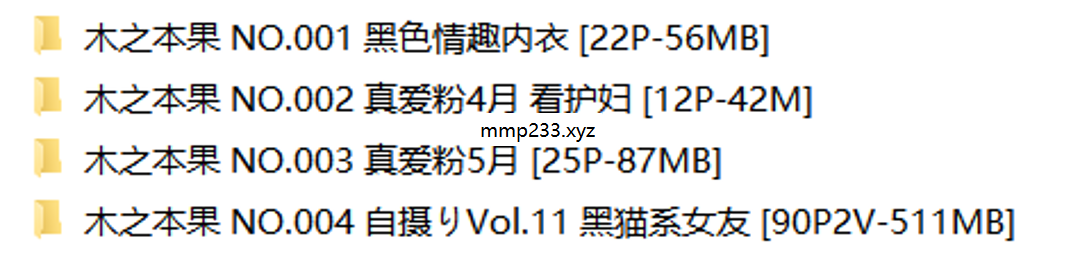 木之本果 NO.001 黑色情趣内衣 [22P-56MB]
木之本果 NO.002 真爱粉4月 看护妇 [12P-42M]
mmp233.xyz
木之本果 NO.003 真爱粉5月 [25P-87MB]
木之本果 NO.004 自摄りVol.11 黑猫系女友 [90P2V-511MB]